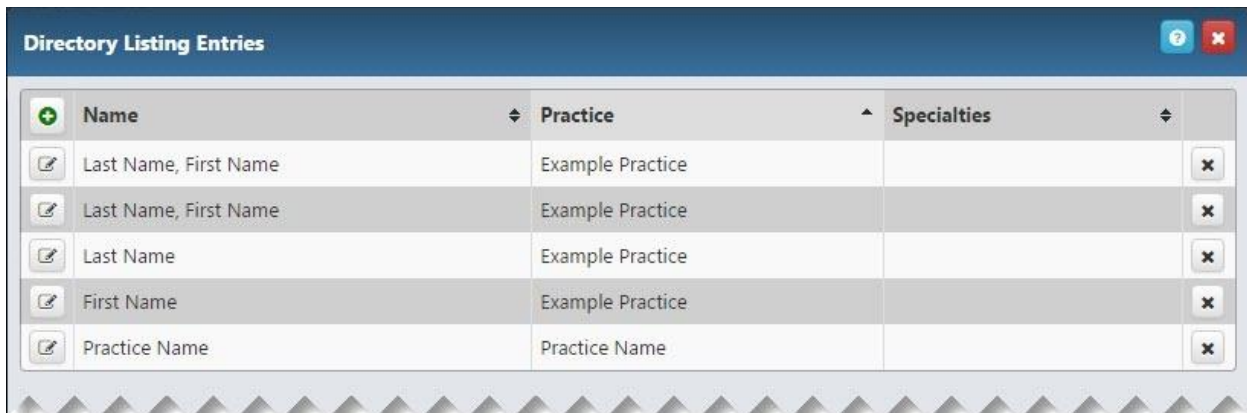 Directory Listing Entries
Name Practice Specialties
Last Name, First Name Example Practice
Last Name, First Name Example Practice
Last Name Example Practice
First Name Example Practice
Practice Name Practice Name